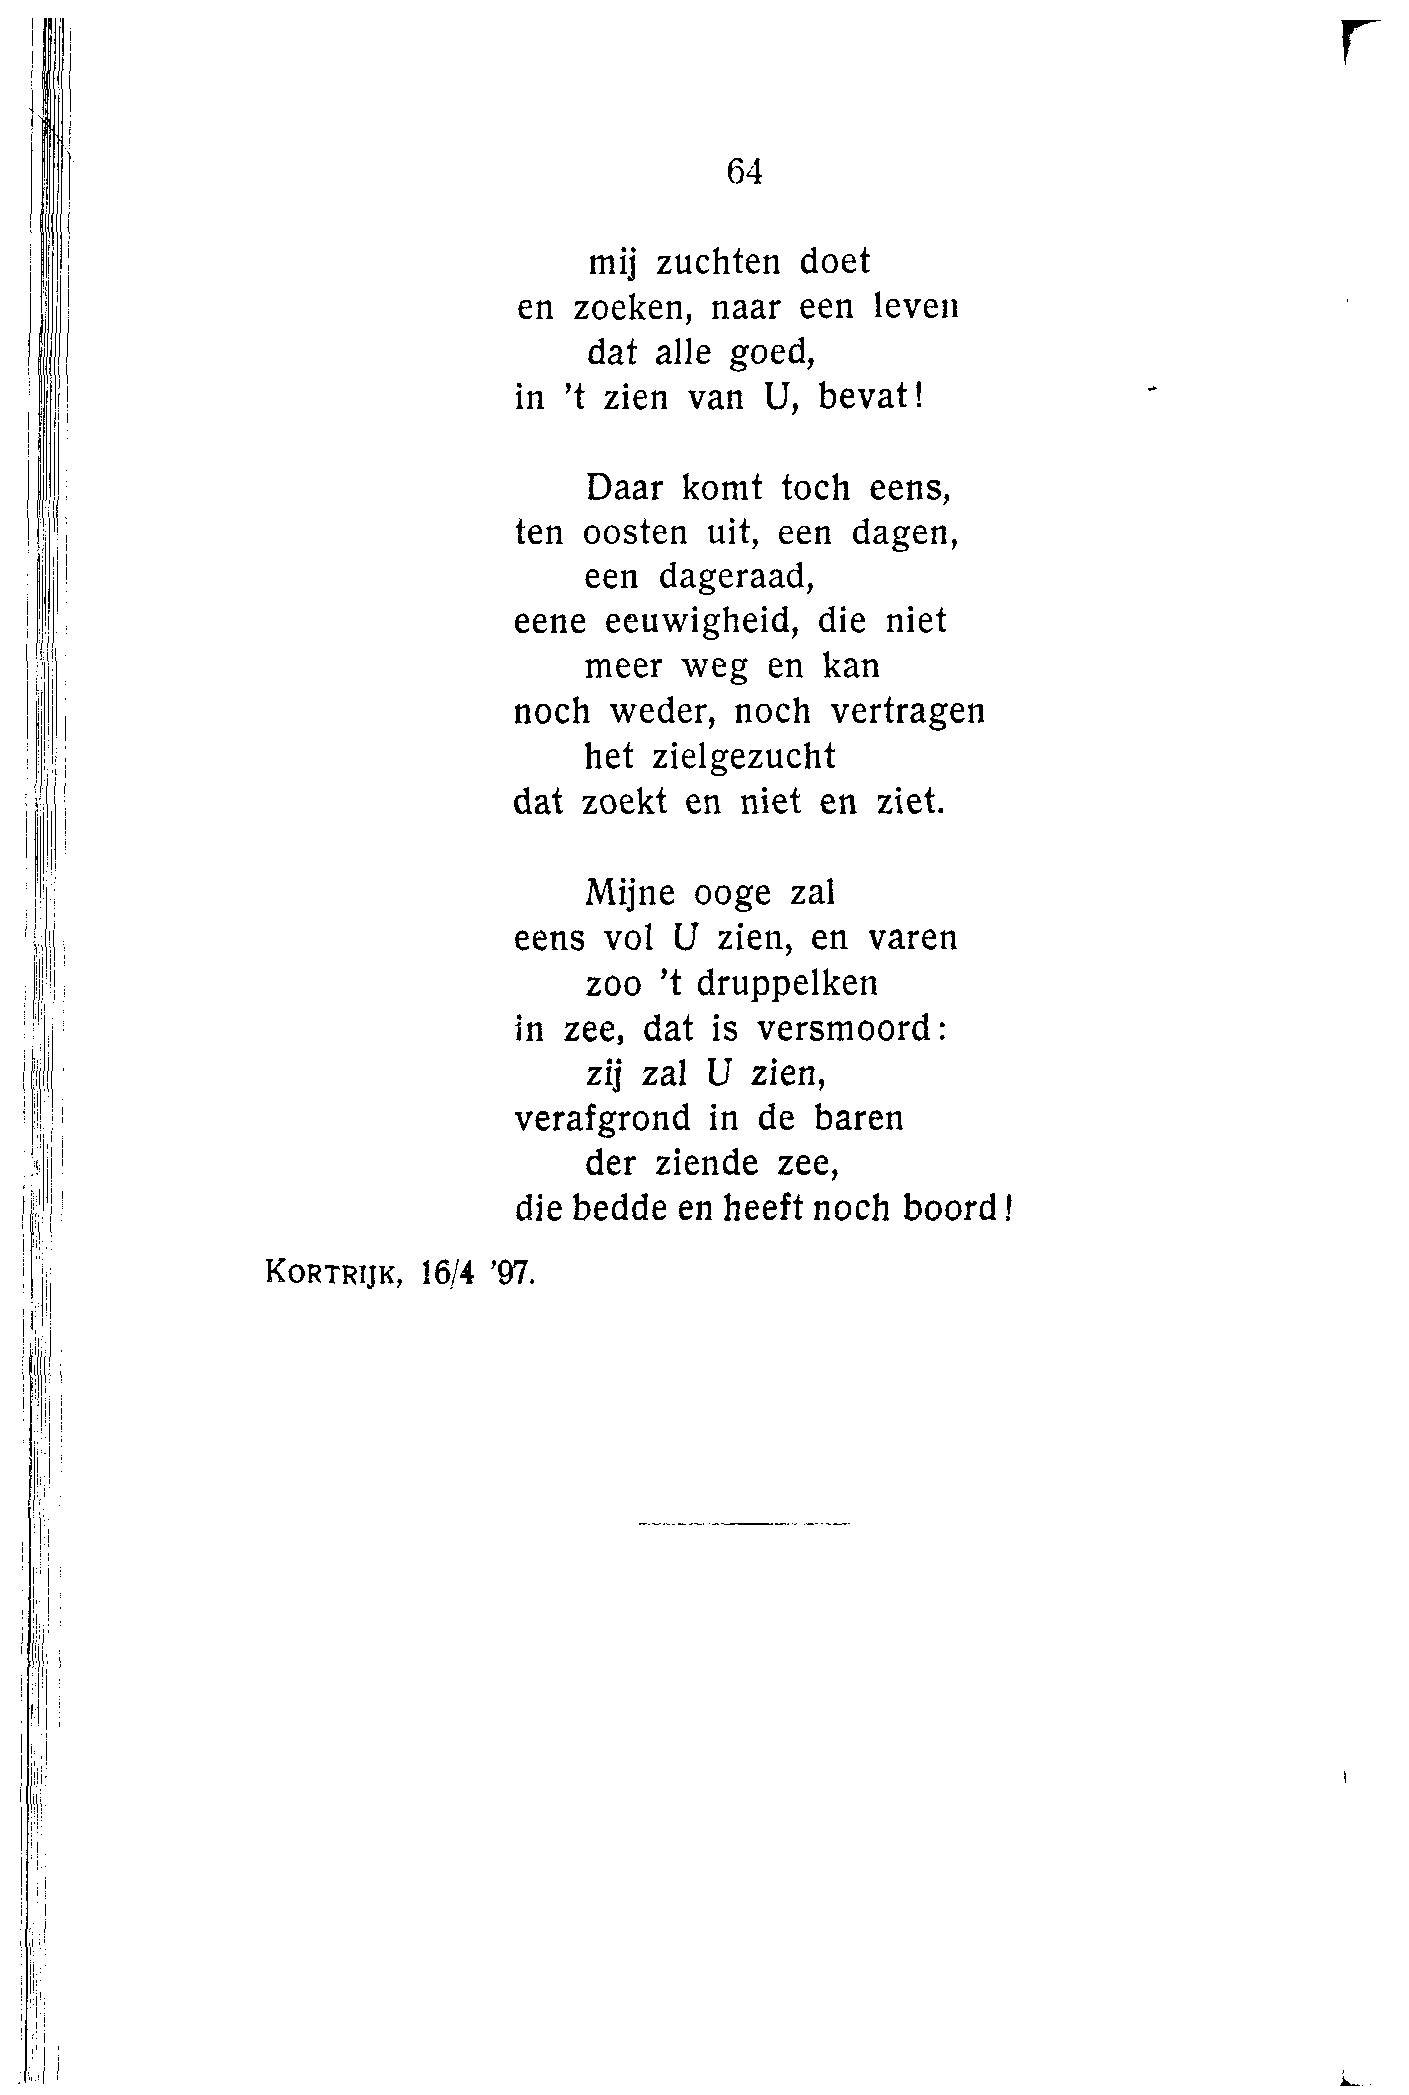 64
mij zuchten doet
en zoeken, naar een leven
dat alle goed,
in 't zien van U, bevat!
Daar komt toch eens,
ten oosten uit, een dagen,
een dageraad,
eene eeuwigheid, die niet
meer weg en kan
noch weder, noch vertragen
het zielgezucht
dat zoekt en niet en ziet.
Mijne ooge zal
eens vol U zien, en varen
zoo 't druppelken
in zee, dat is versmoord:
zij zal U zien,
verafgrond in de baren
der ziende zee,
die bedde en heeft noch boord!
KORTRIJK, 16/4 '97.